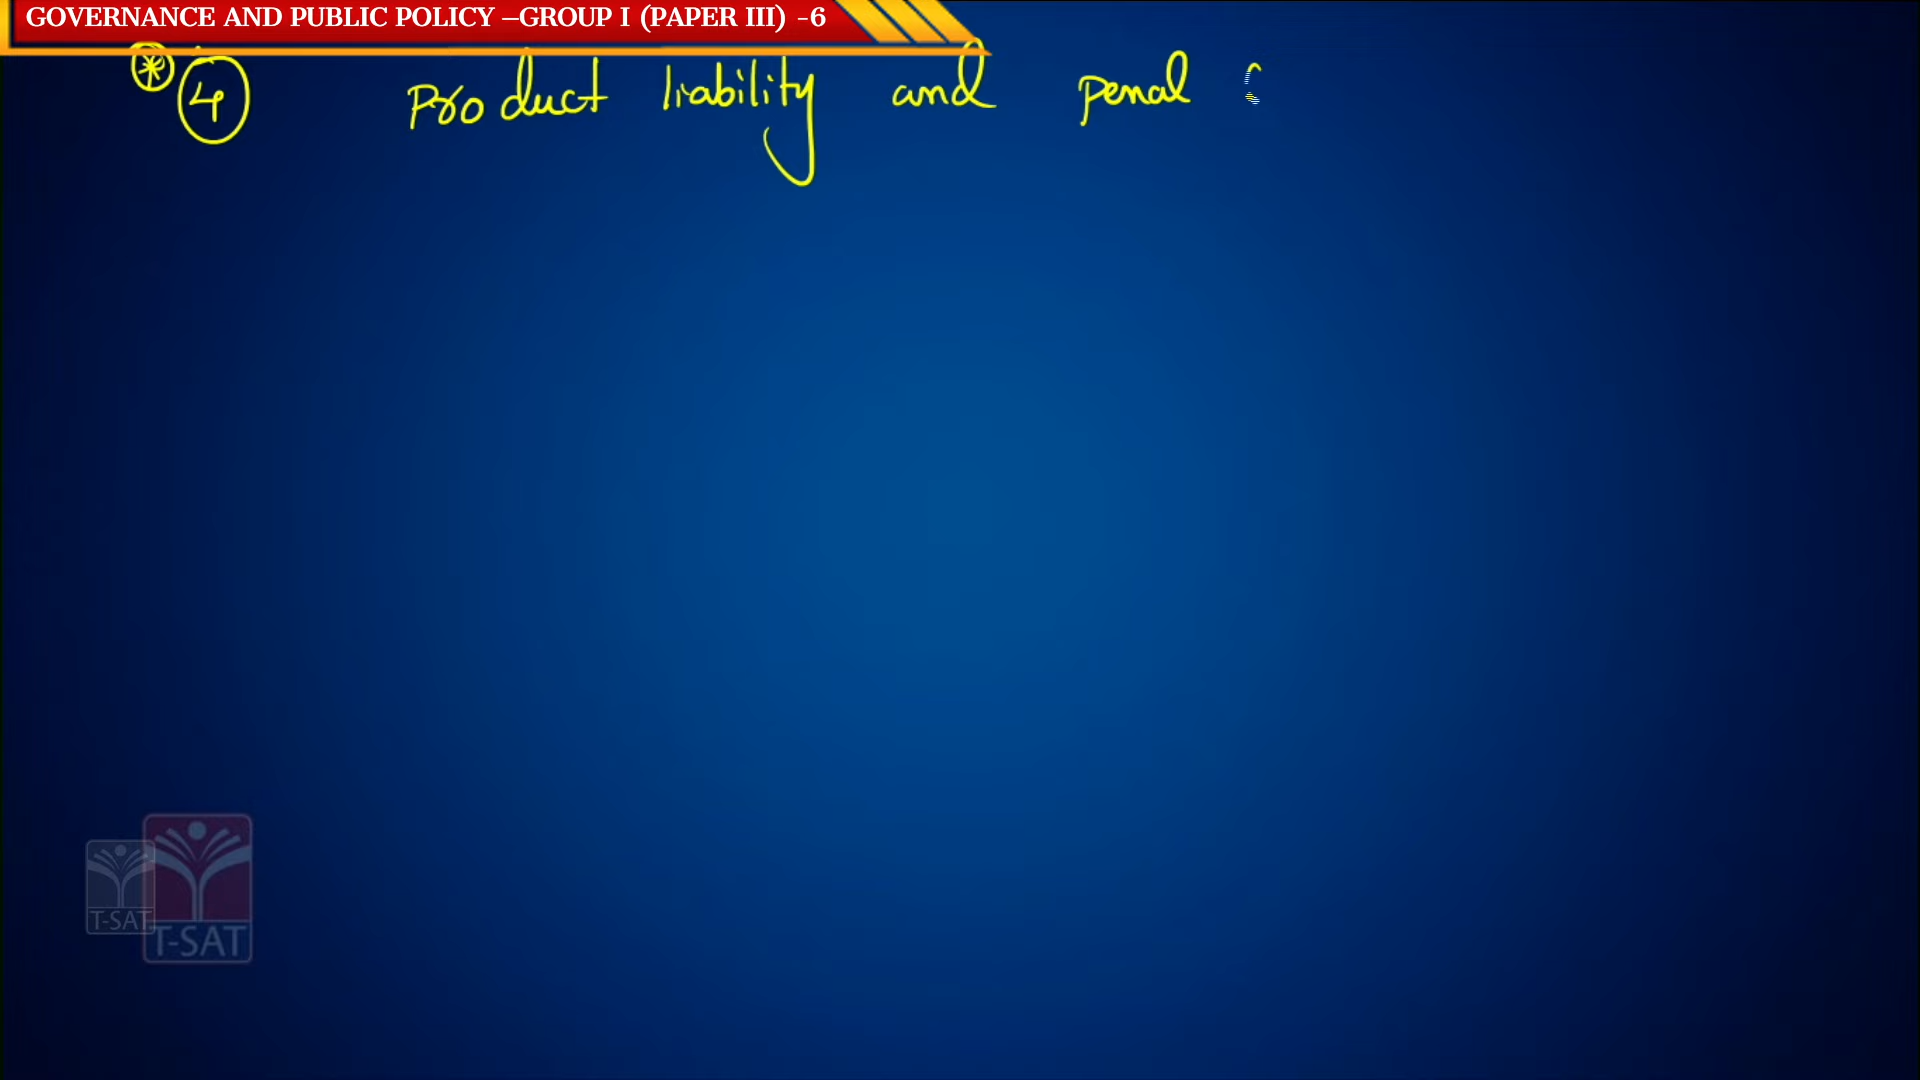 GOVERNANCE AND PUBLIC POLICY –GROUP I (PAPER III) -6
* 4 Product liability and penal
T-SAT
T-SAT